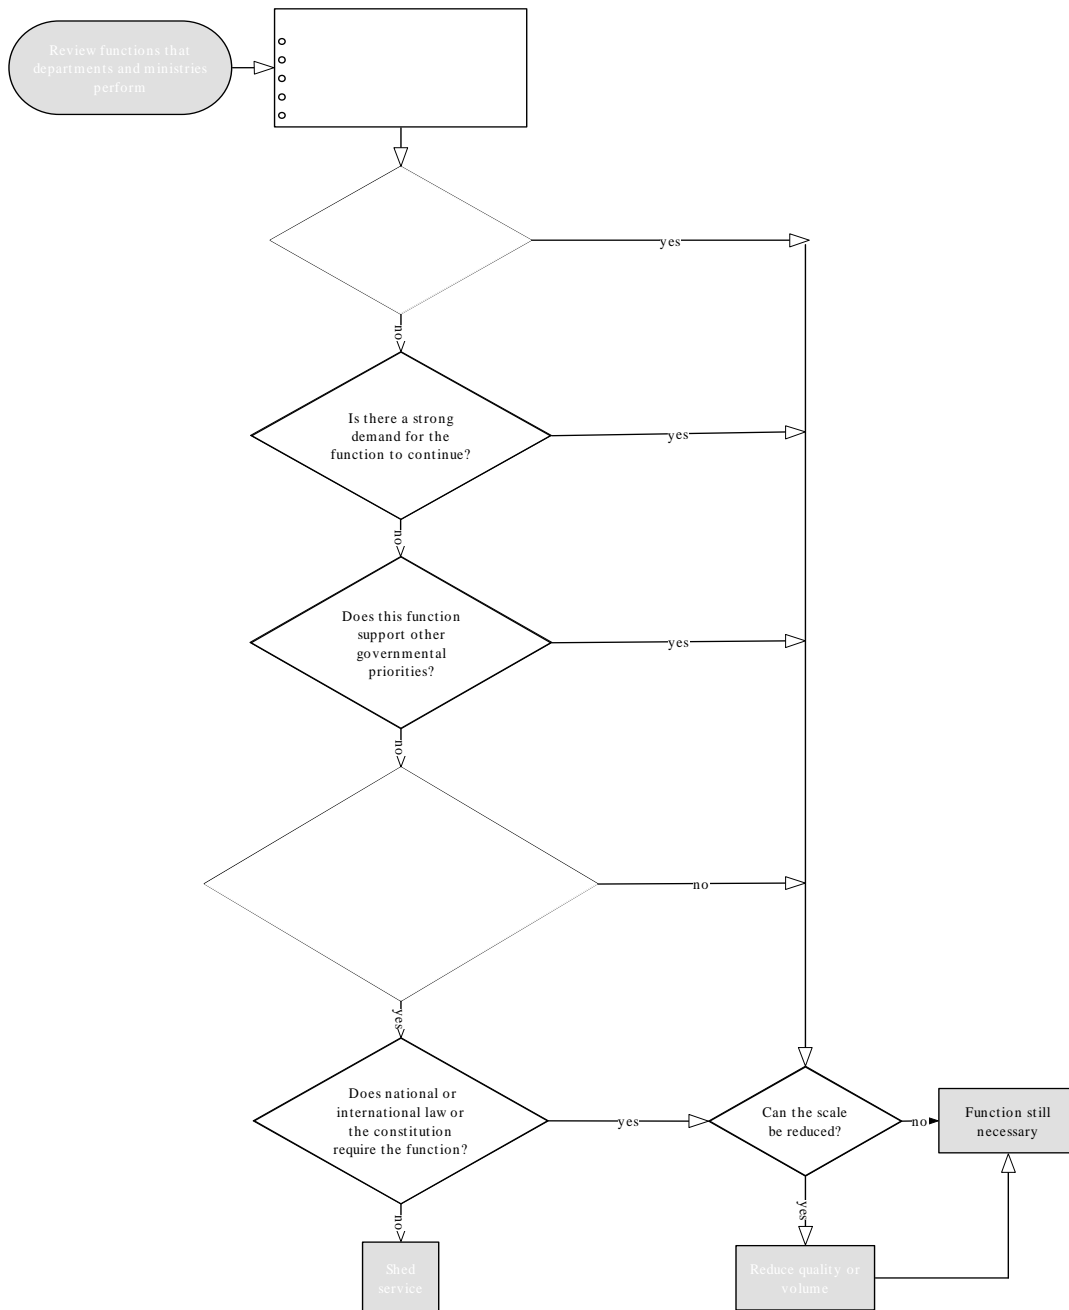 Review functions that
departments and ministries
perform
yes
no
Is there a strong
demand for the
function to continue?
yes
no
Does this function
support other
governmental
priorities?
yes
no
no
yes
Does national or
international law or
the constitution
require the function?
yes
Can the scale
be reduced?
no
Function still
necessary
no
yes
Shed
service
Reduce quality or
volume